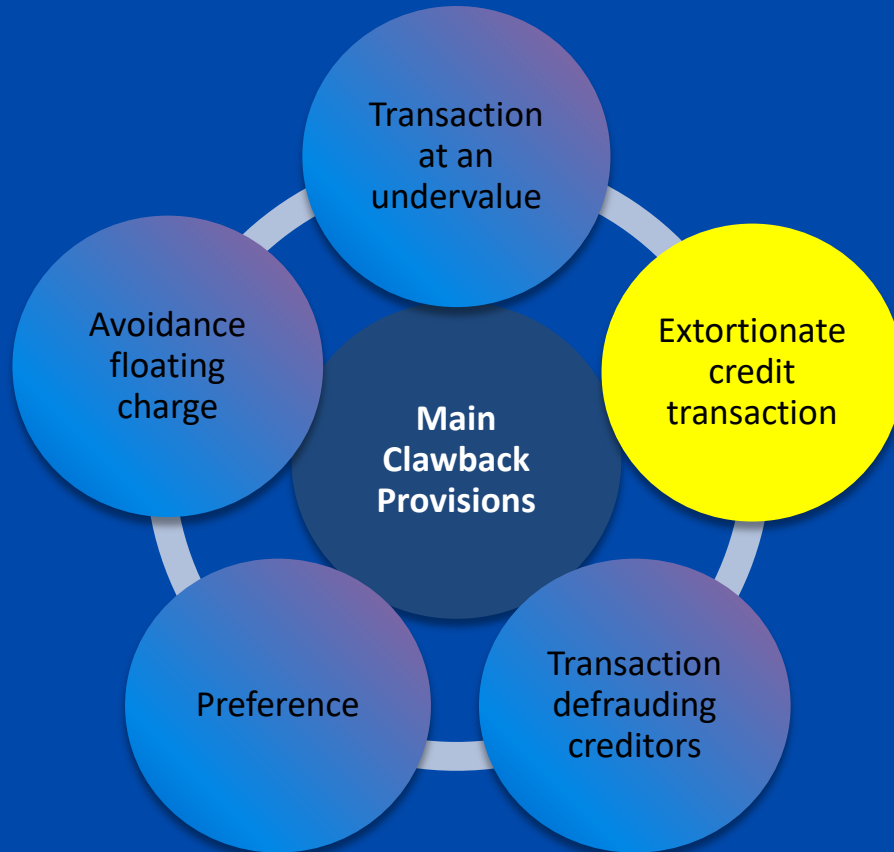 Transaction
at an
undervalue
Extortionate
credit
transaction
Transaction
defrauding
creditors
Preference
Avoidance
floating
charge
Main
Clawback
Provisions